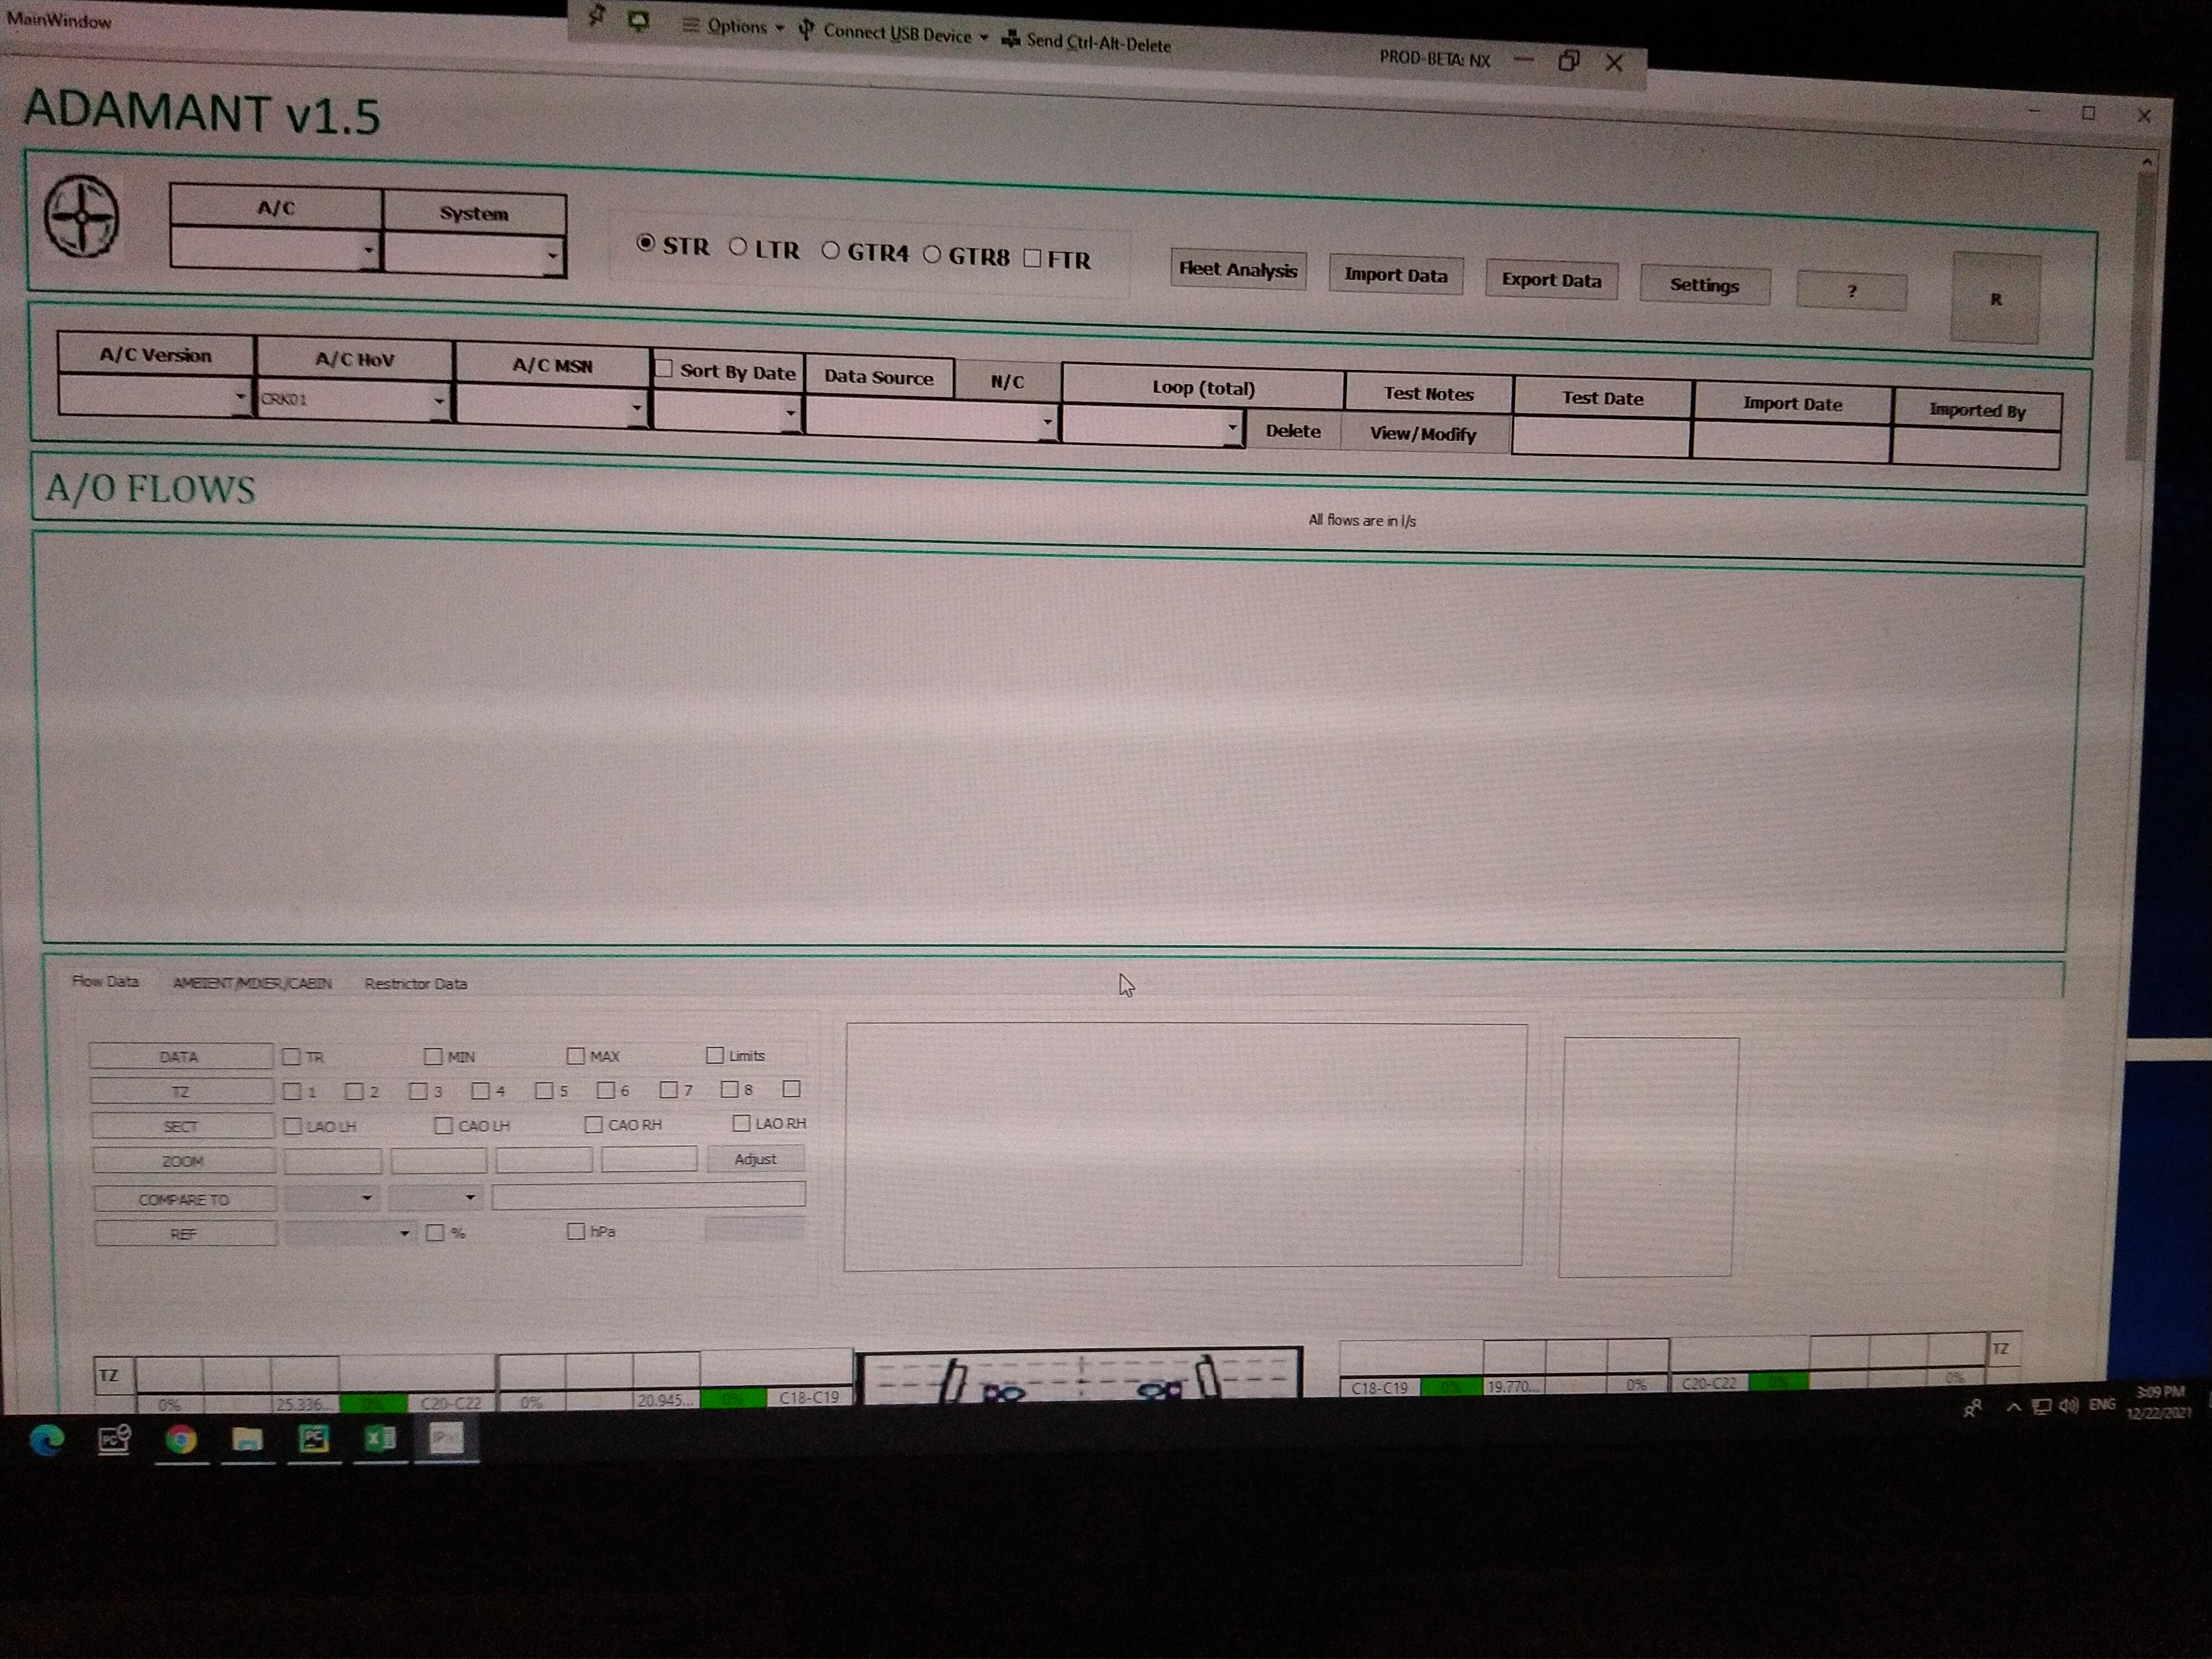 MainWindow
Options Connect USB Device Send Ctrl-Alt-Delete PROD-BETA: NX
ADAMANT v1.5
A/C System
STR LTR GTR4 GTR8 FTR Fleet Analysis Import Data Export Data Settings ? R
A/C Version A/C HoV A/C MSN Sort By Date Data Source N/C Loop (total) Test Notes Test Date Import Date Imported By
CRK01 Delete View/Modify
A/O FLOWS
All flows are in l/s
Flow Data AMBIENT/MIXER/CABIN Restrictor Data
DATA TR MIN MAX Limits
TZ 1 2 3 4 5 6 7 8
SECT LAO LH CAO LH CAO RH LAO RH
ZOOM Adjust
COMPARE TO
REF % hPa
TZ TZ
0% 25.336... 0% C20-C22 0% 20.945... 0% C18-C19 C18-C19 0% 19.770... 0% C20-C22 0% 0%
PC PC X ENG 3:09 PM
12/22/2021